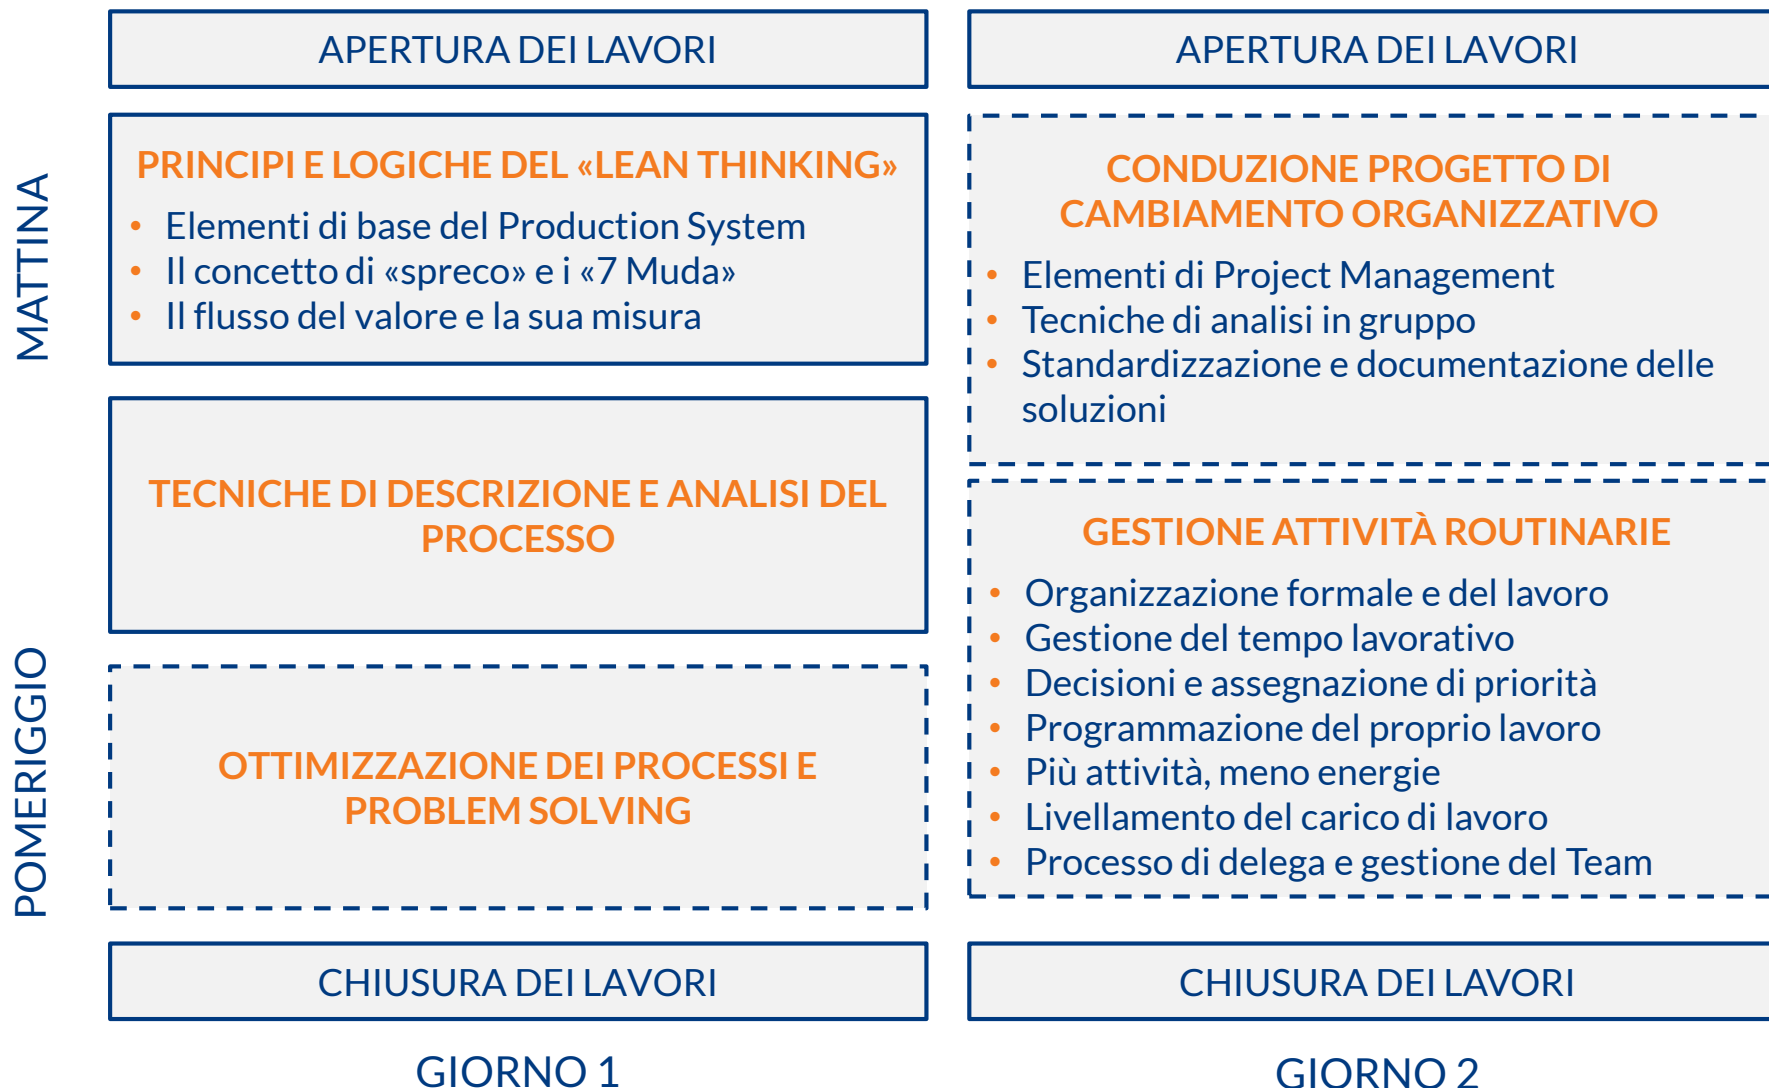 MATTINA
POMERIGGIO
APERTURA DEI LAVORI
PRINCIPI E LOGICHE DEL «LEAN THINKING»
• Elementi di base del Production System
• Il concetto di «spreco» e i «7 Muda»
• Il flusso del valore e la sua misura
TECNICHE DI DESCRIZIONE E ANALISI DEL
PROCESSO
OTTIMIZZAZIONE DEI PROCESSI E
PROBLEM SOLVING
CHIUSURA DEI LAVORI
GIORNO 1
APERTURA DEI LAVORI
CONDUZIONE PROGETTO DI
CAMBIAMENTO ORGANIZZATIVO
• Elementi di Project Management
• Tecniche di analisi in gruppo
• Standardizzazione e documentazione delle
soluzioni
GESTIONE ATTIVITÀ ROUTINARIE
• Organizzazione formale e del lavoro
• Gestione del tempo lavorativo
• Decisioni e assegnazione di priorità
• Programmazione del proprio lavoro
• Più attività, meno energie
• Livellamento del carico di lavoro
• Processo di delega e gestione del Team
CHIUSURA DEI LAVORI
GIORNO 2